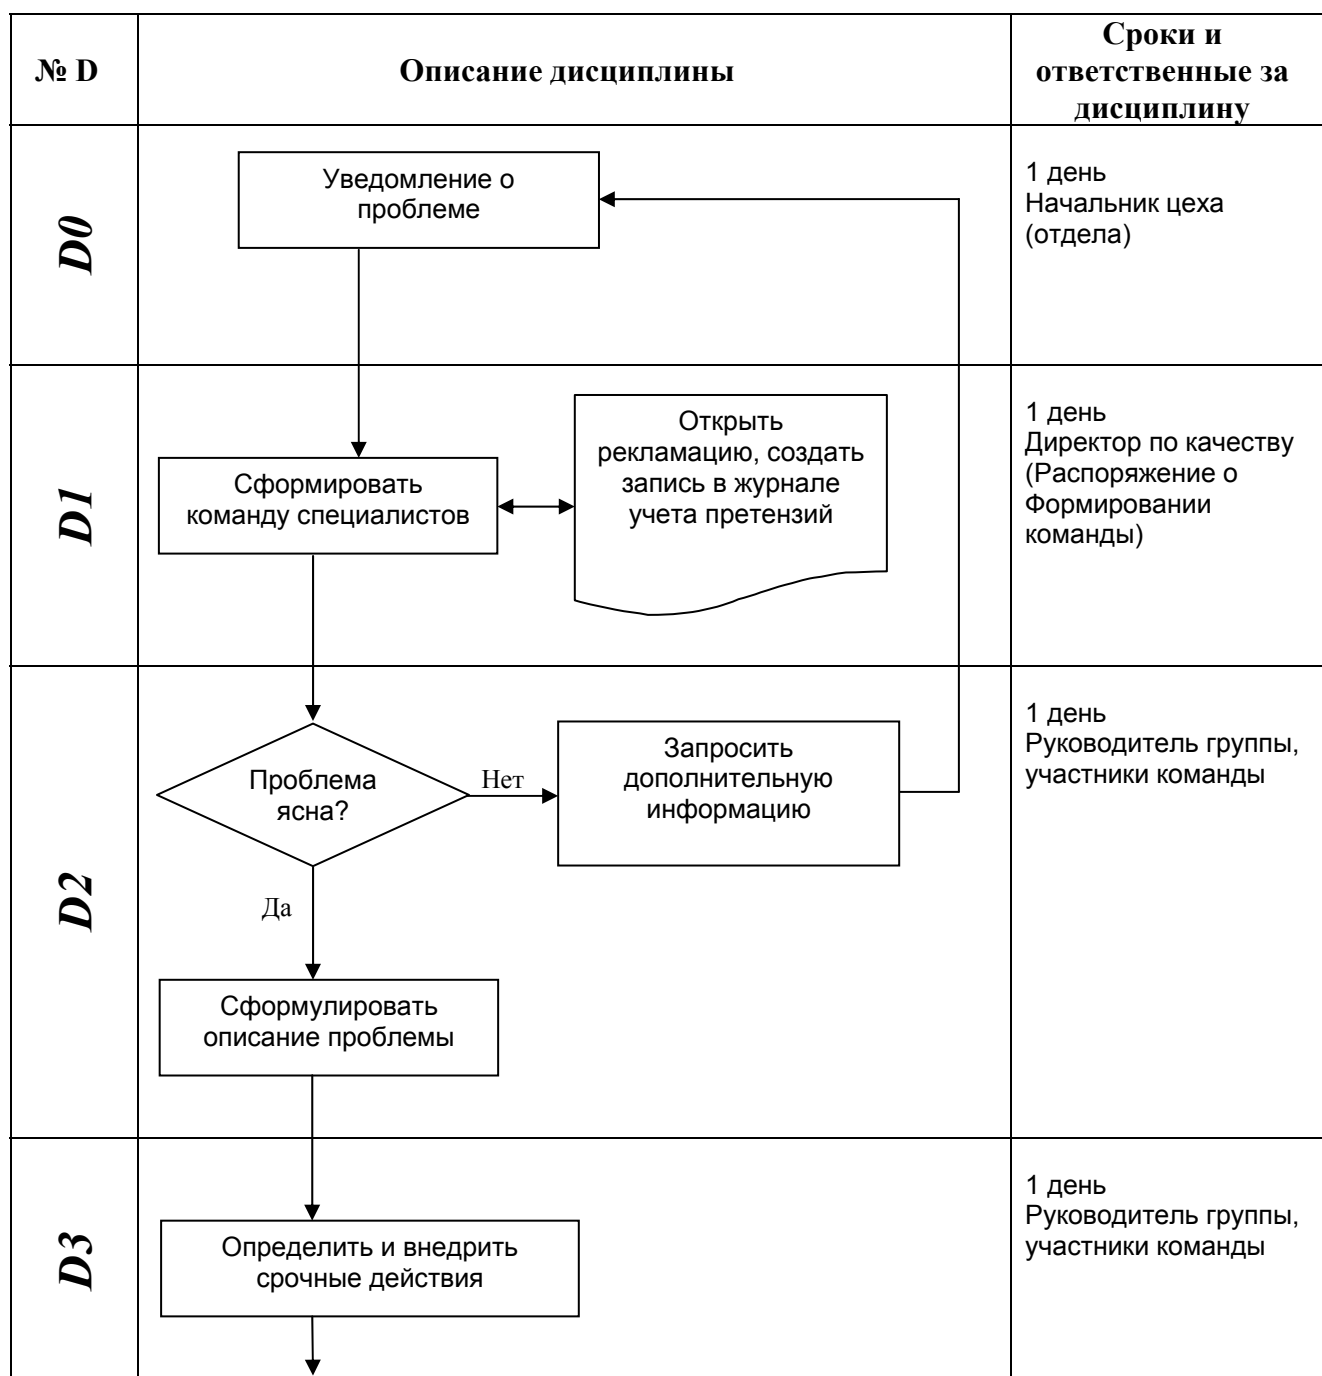 № D
Описание дисциплины
Сроки и
ответственные за
дисциплину
D0
Уведомление о
проблеме
1 день
Начальник цеха
(отдела)
D1
Сформировать
команду специалистов
Открыть
рекламацию, создать
запись в журнале
учета претензий
1 день
Директор по качеству
(Распоряжение о
Формировании
команды)
D2
Проблема
ясна?
Нет
Запросить
дополнительную
информацию
Да
Сформулировать
описание проблемы
1 день
Руководитель группы,
участники команды
D3
Определить и внедрить
срочные действия
1 день
Руководитель группы,
участники команды